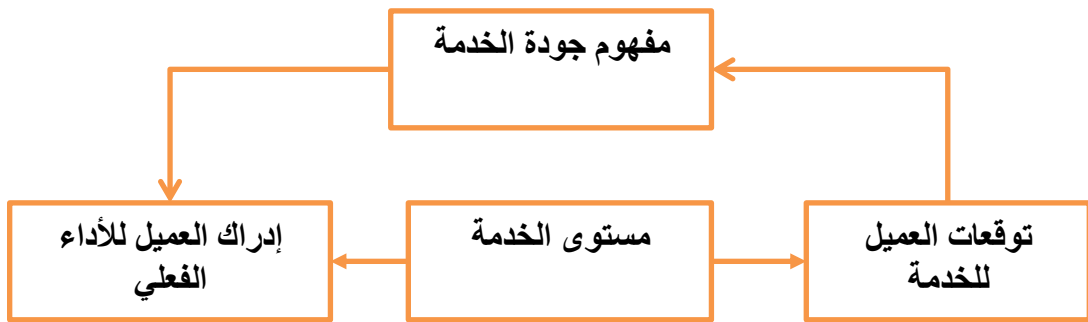 مفهوم جودة الخدمة
توقعات العميل
للخدمة
مستوى الخدمة
إدراك العميل للأداء
الفعلي